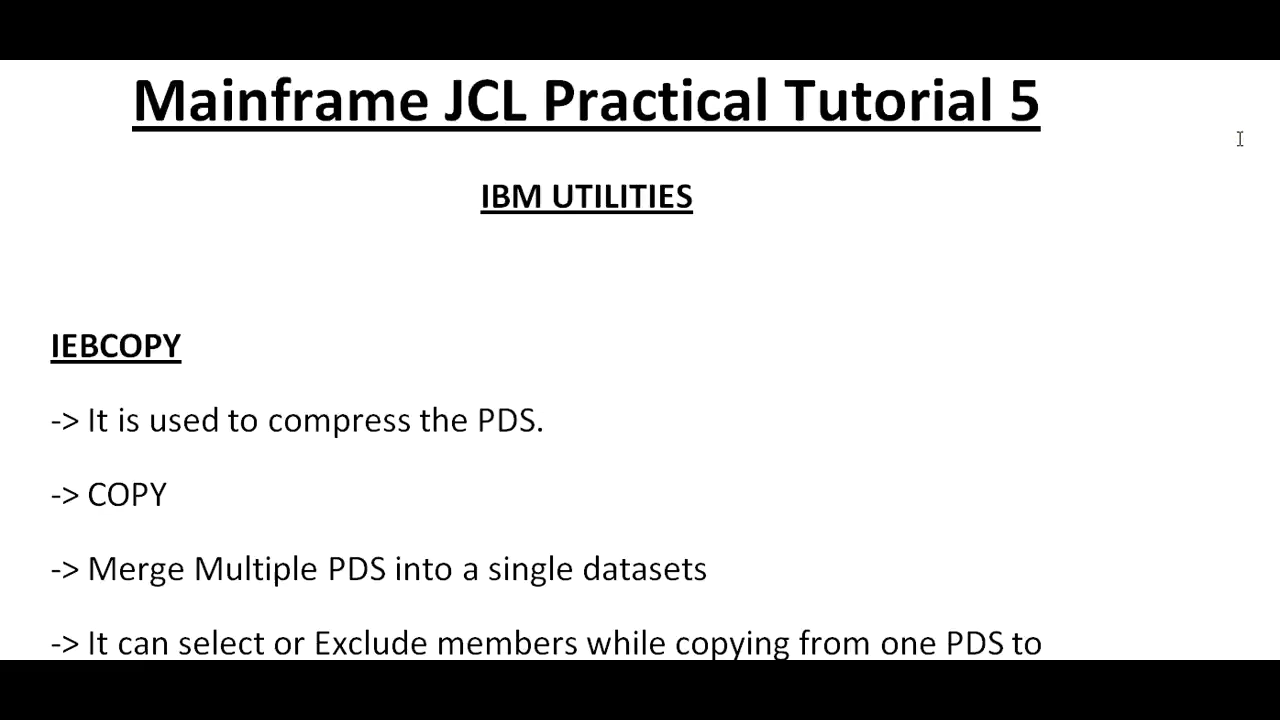 Mainframe JCL Practical Tutorial 5
IBM UTILITIES
IEBCOPY
-> It is used to compress the PDS.
-> COPY
-> Merge Multiple PDS into a single datasets
-> It can select or Exclude members while copying from one PDS to